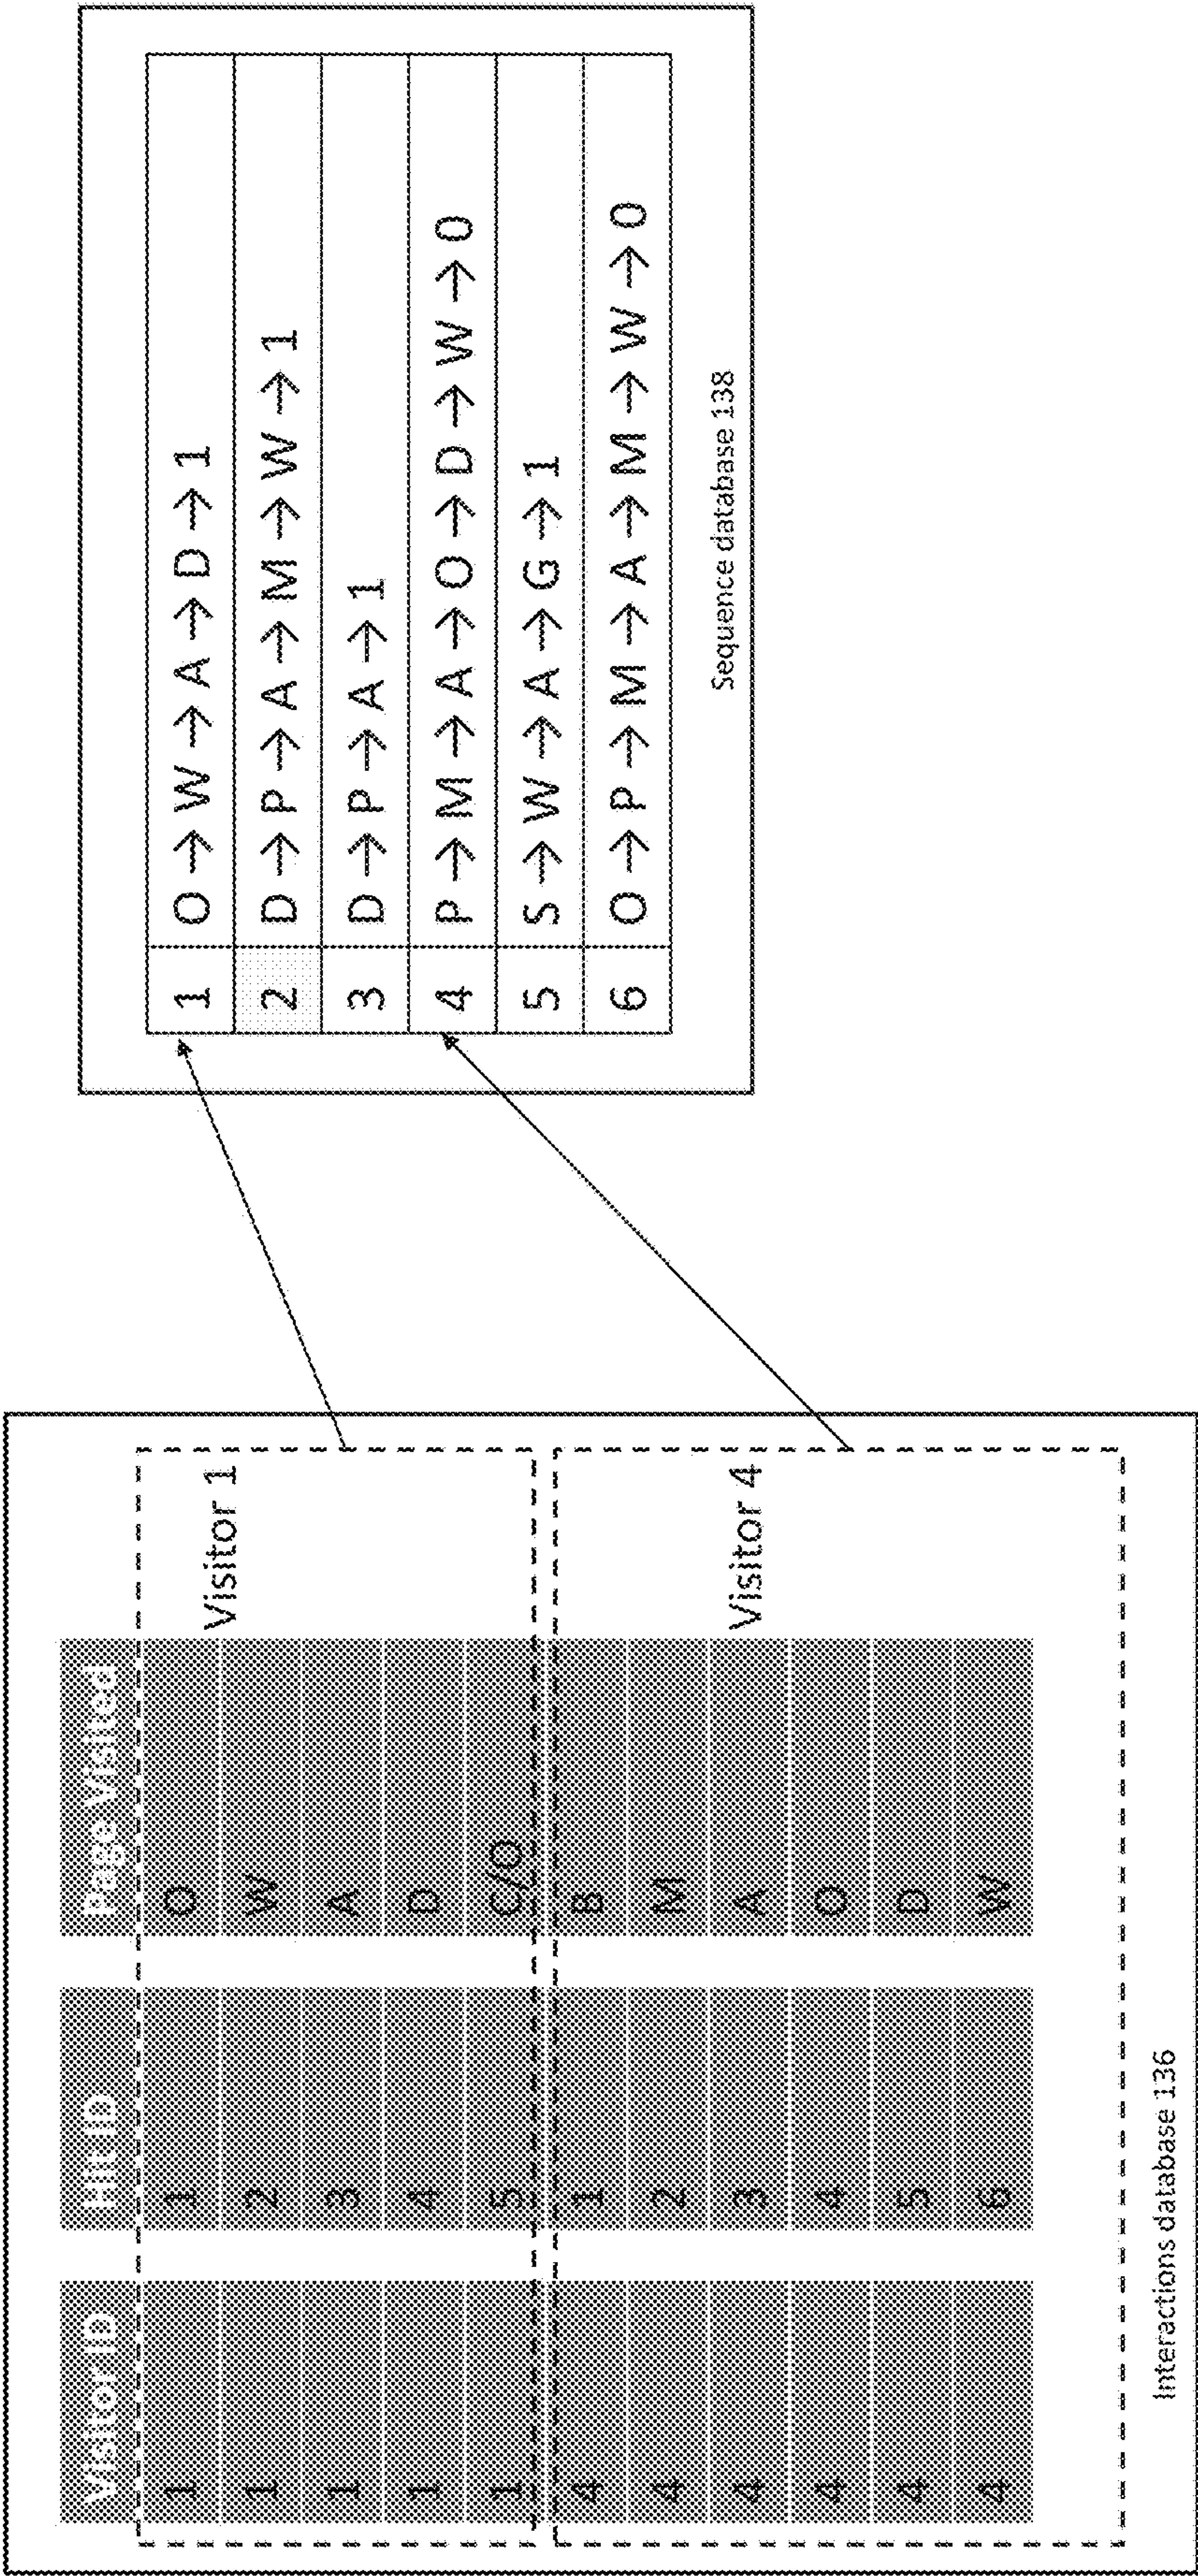 Visitor ID Hit ID Page Visited
1 1 O
1 2 W
1 3 A
1 4 D
1 5 C/O
4 1 B
4 2 M
4 3 A
4 4 O
4 5 D
4 6 W
Visitor 1
Visitor 4
Interactions database 136
1 O→W→A→D→1
2 D→P→A→M→W→1
3 D→P→A→1
4 P→M→A→O→D→W→0
5 S→W→A→G→1
6 O→P→M→A→M→W→0
Sequence database 138